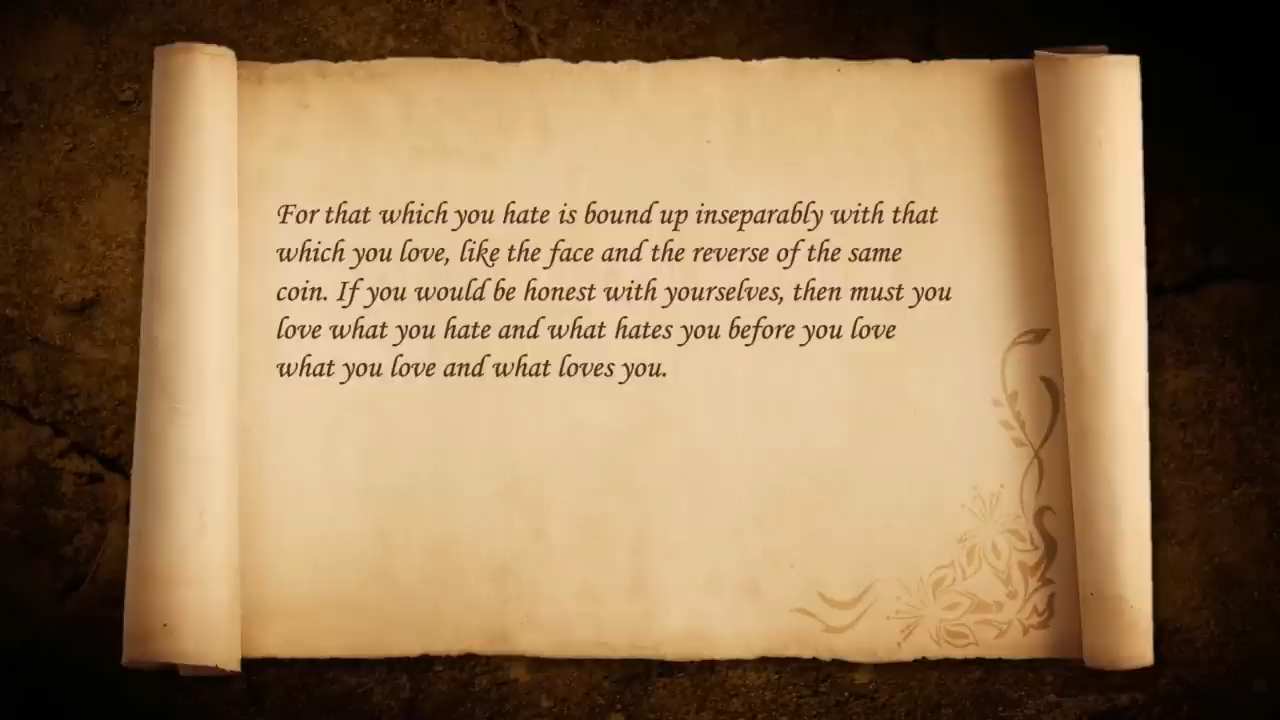 For that which you hate is bound up inseparably with that
which you love, like the face and the reverse of the same
coin. If you would be honest with yourselves, then must you
love what you hate and what hates you before you love
what you love and what loves you.